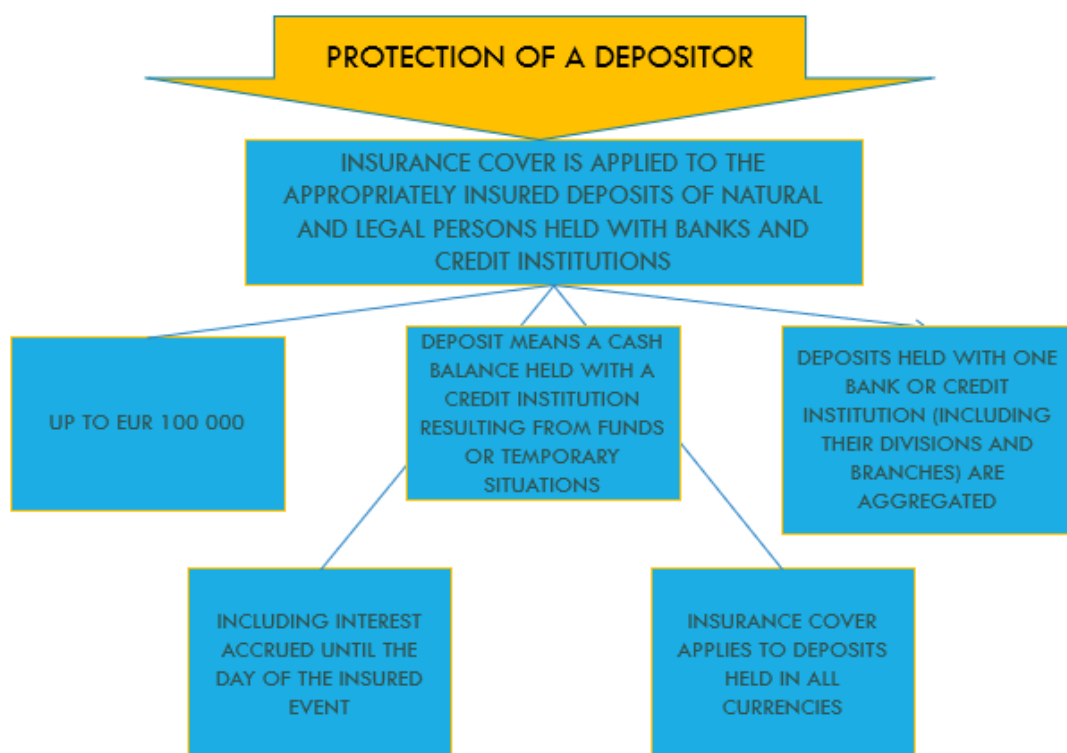 PROTECTION OF A DEPOSITOR
INSURANCE COVER IS APPLIED TO THE
APPROPRIATELY INSURED DEPOSITS OF NATURAL
AND LEGAL PERSONS HELD WITH BANKS AND
CREDIT INSTITUTIONS
UP TO EUR 100 000
DEPOSIT MEANS A CASH
BALANCE HELD WITH A
CREDIT INSTITUTION
RESULTING FROM FUNDS
OR TEMPORARY
SITUATIONS
DEPOSITS HELD WITH ONE
BANK OR CREDIT
INSTITUTION (INCLUDING
THEIR DIVISIONS AND
BRANCHES) ARE
AGGREGATED
INCLUDING INTEREST
ACCRUED UNTIL THE
DAY OF THE INSURED
EVENT
INSURANCE COVER
APPLIES TO DEPOSITS
HELD IN ALL
CURRENCIES